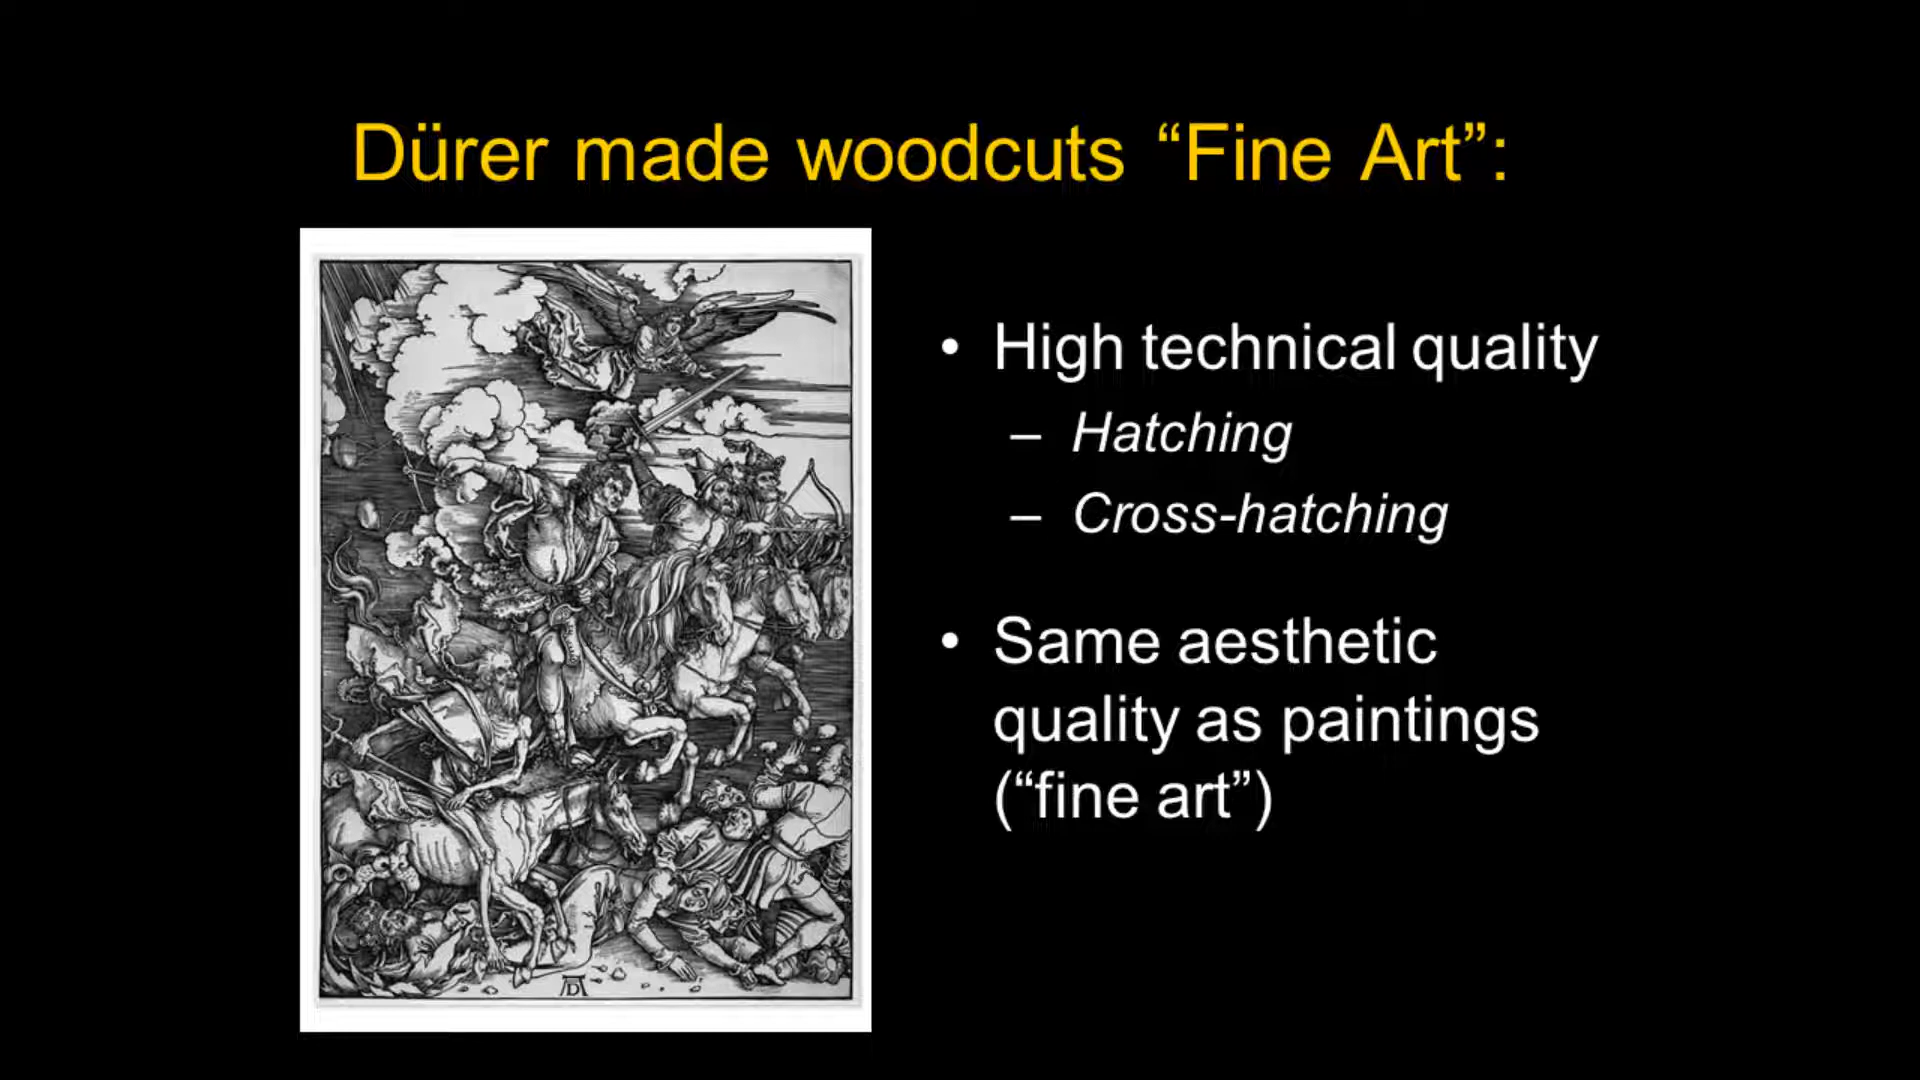 Dürer made woodcuts “Fine Art”:
• High technical quality
– Hatching
– Cross-hatching
• Same aesthetic
quality as paintings
(“fine art”)
AD